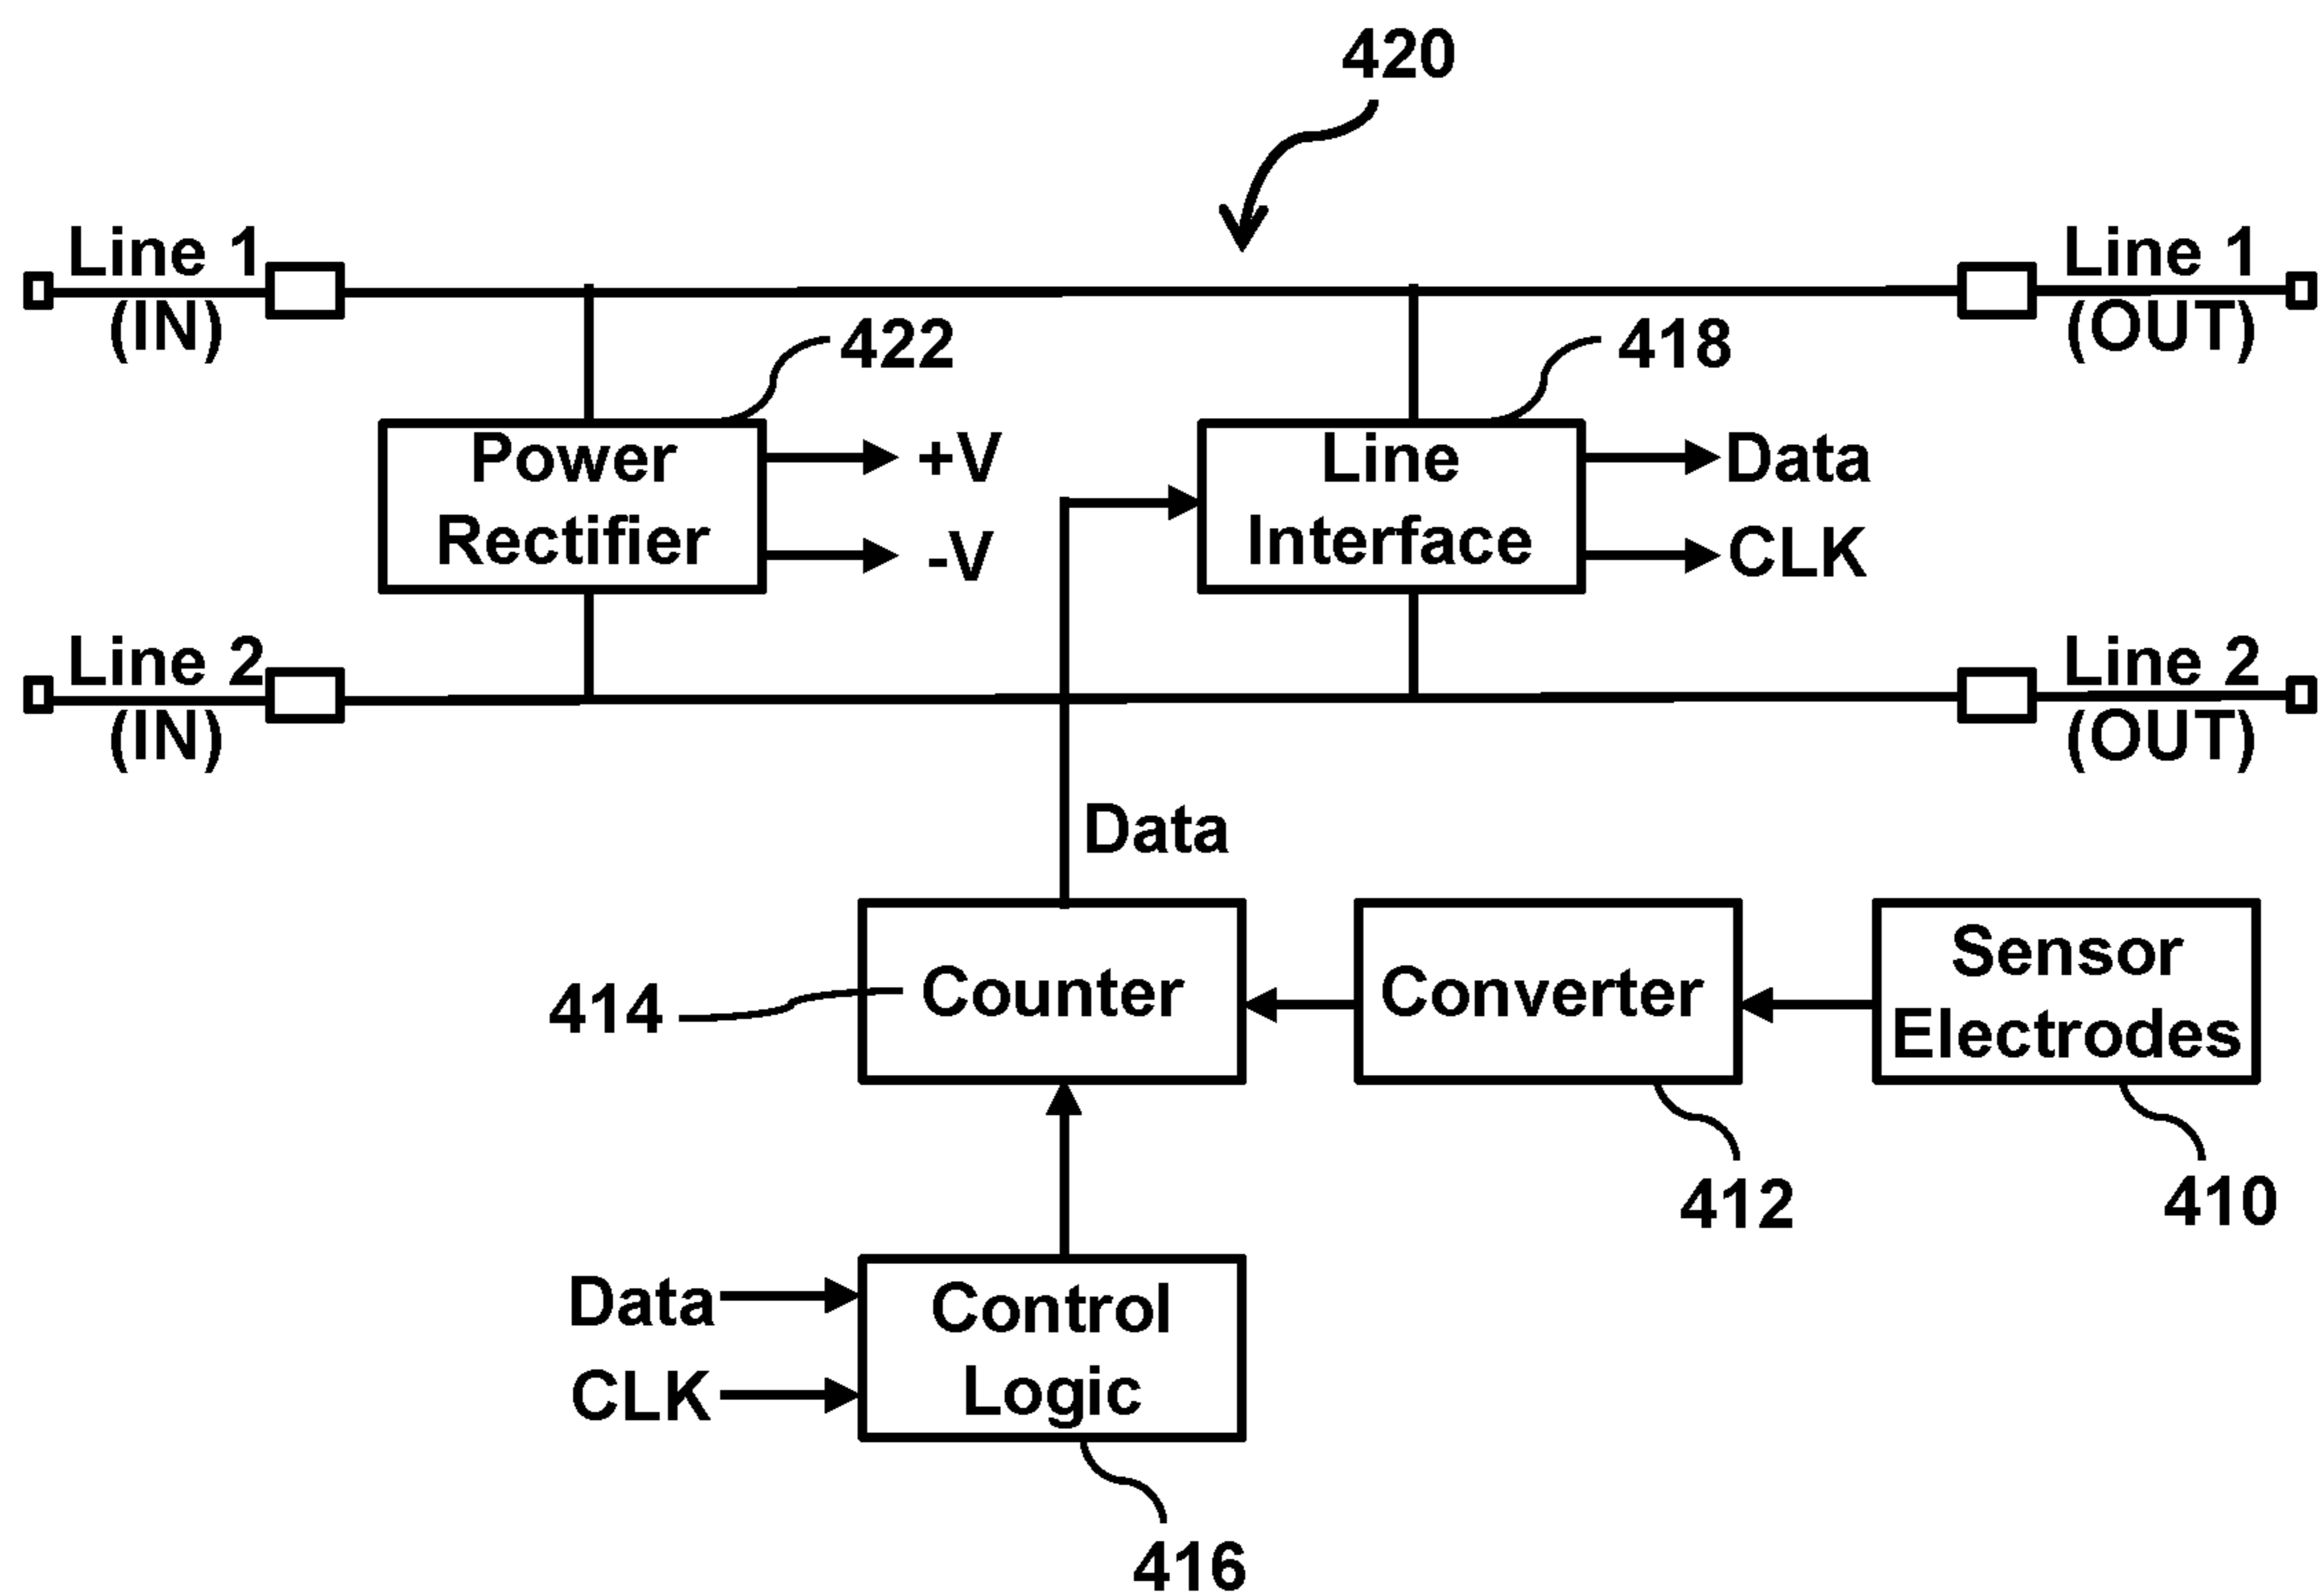 420
Line 1
(IN)
Line 1
(OUT)
422
418
Power
Rectifier
+V
-V
Line
Interface
Data
CLK
Line 2
(IN)
Line 2
(OUT)
Data
414
Counter
Converter
Sensor
Electrodes
412
410
Data
CLK
Control
Logic
416